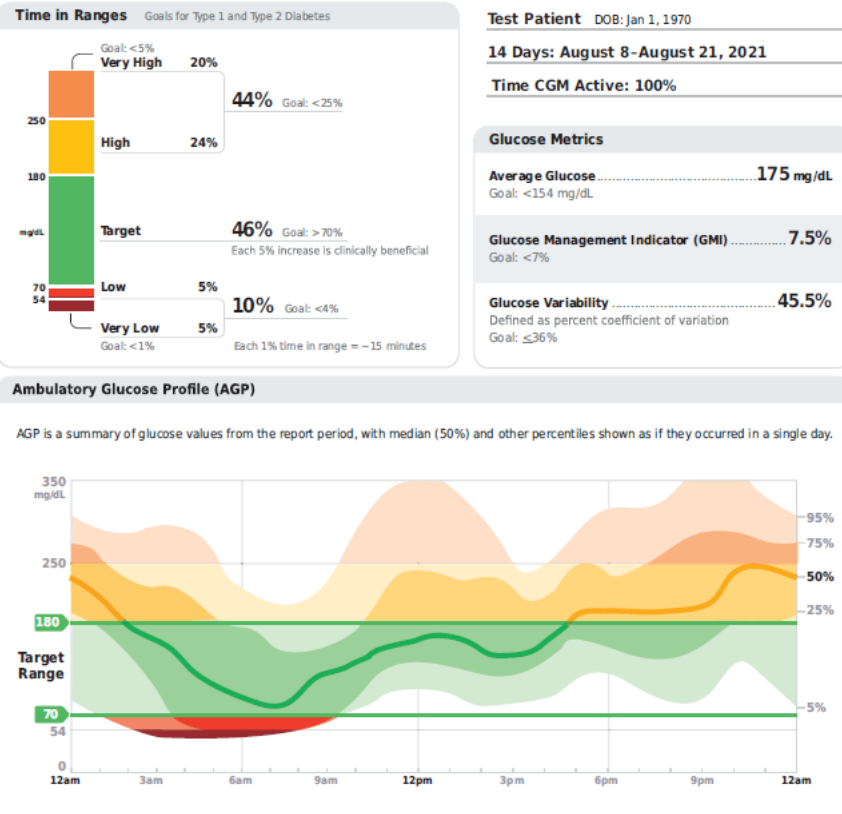 Time in Ranges Goals for Type 1 and Type 2 Diabetes
Goal: <5%
Very High 20%
44% Goal: <25%
250
High 24%
180
mg/dL
Target 46% Goal: >70%
Each 5% increase is clinically beneficial
70
Low 5%
54
10% Goal: <4%
Very Low 5%
Goal: <1%
Each 1% time in range = ~15 minutes
Test Patient DOB: Jan 1, 1970
14 Days: August 8–August 21, 2021
Time CGM Active: 100%
Glucose Metrics
Average Glucose 175 mg/dL
Goal: <154 mg/dL
Glucose Management Indicator (GMI) 7.5%
Goal: <7%
Glucose Variability 45.5%
Defined as percent coefficient of variation
Goal: ≤36%
Ambulatory Glucose Profile (AGP)
AGP is a summary of glucose values from the report period, with median (50%) and other percentiles shown as if they occurred in a single day.
350
mg/dL
250
180
Target
Range
70
54
0
95%
75%
50%
25%
5%
12am 3am 6am 9am 12pm 3pm 6pm 9pm 12am